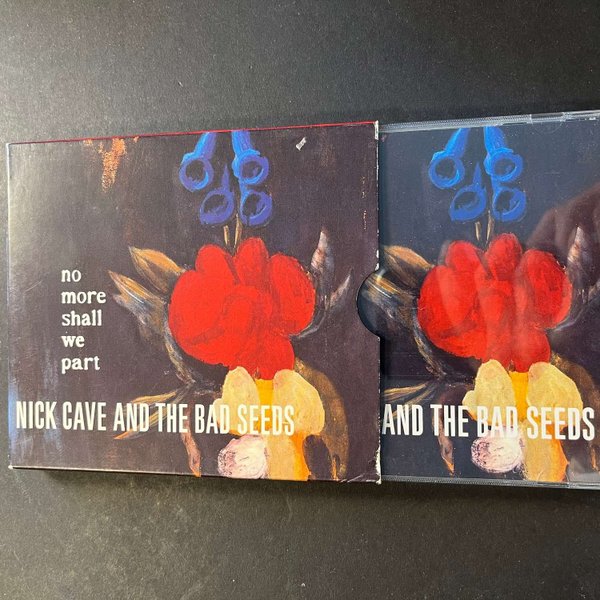 no
more
shall
we
part
NICK CAVE AND THE BAD SEEDS
AND THE BAD SEEDS